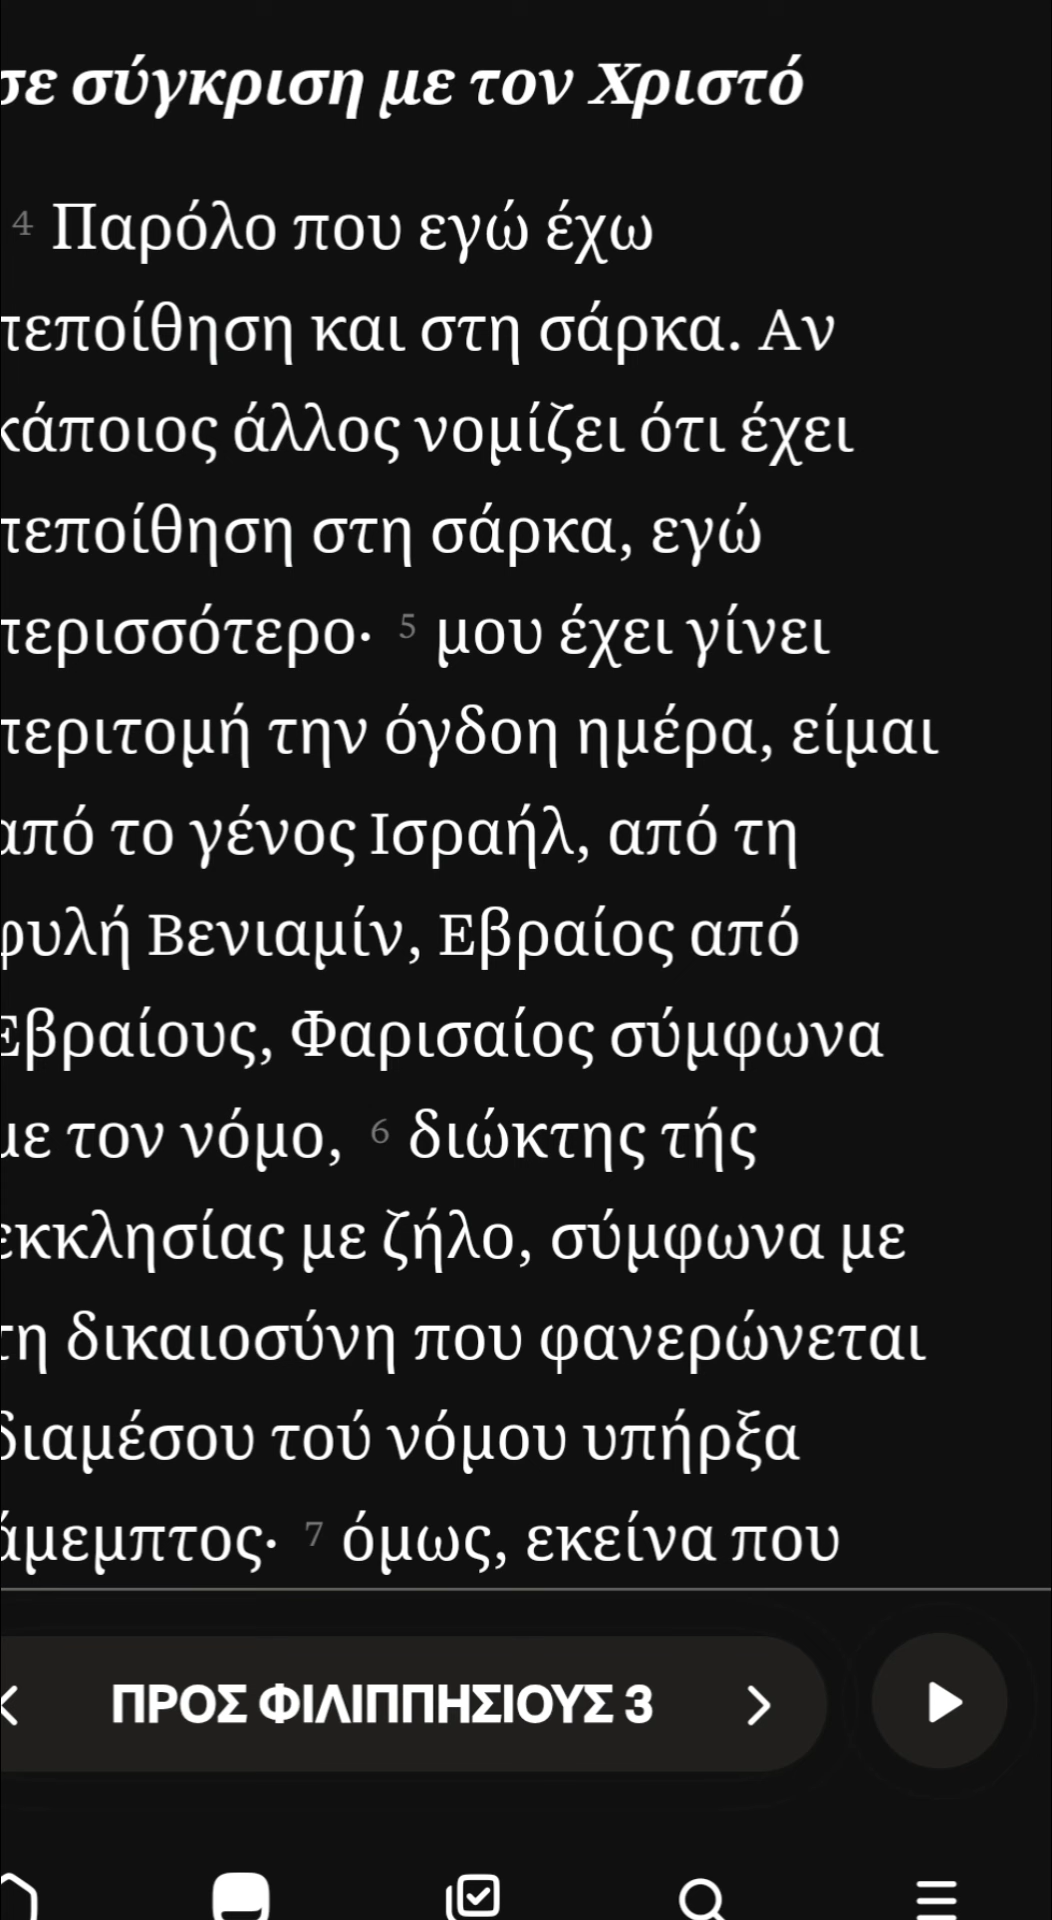 σε σύγκριση με τον Χριστό
4 Παρόλο που εγώ έχω
πεποίθηση και στη σάρκα. Αν
κάποιος άλλος νομίζει ότι έχει
πεποίθηση στη σάρκα, εγώ
περισσότερο· 5 μου έχει γίνει
περιτομή την όγδοη ημέρα, είμαι
από το γένος Ισραήλ, από τη
φυλή Βενιαμίν, Εβραίος από
Εβραίους, Φαρισαίος σύμφωνα
με τον νόμο, 6 διώκτης τής
εκκλησίας με ζήλο, σύμφωνα με
τη δικαιοσύνη που φανερώνεται
διαμέσου τού νόμου υπήρξα
άμεμπτος· 7 όμως, εκείνα που
ΠΡΟΣ ΦΙΛΙΠΠΗΣΙΟΥΣ 3